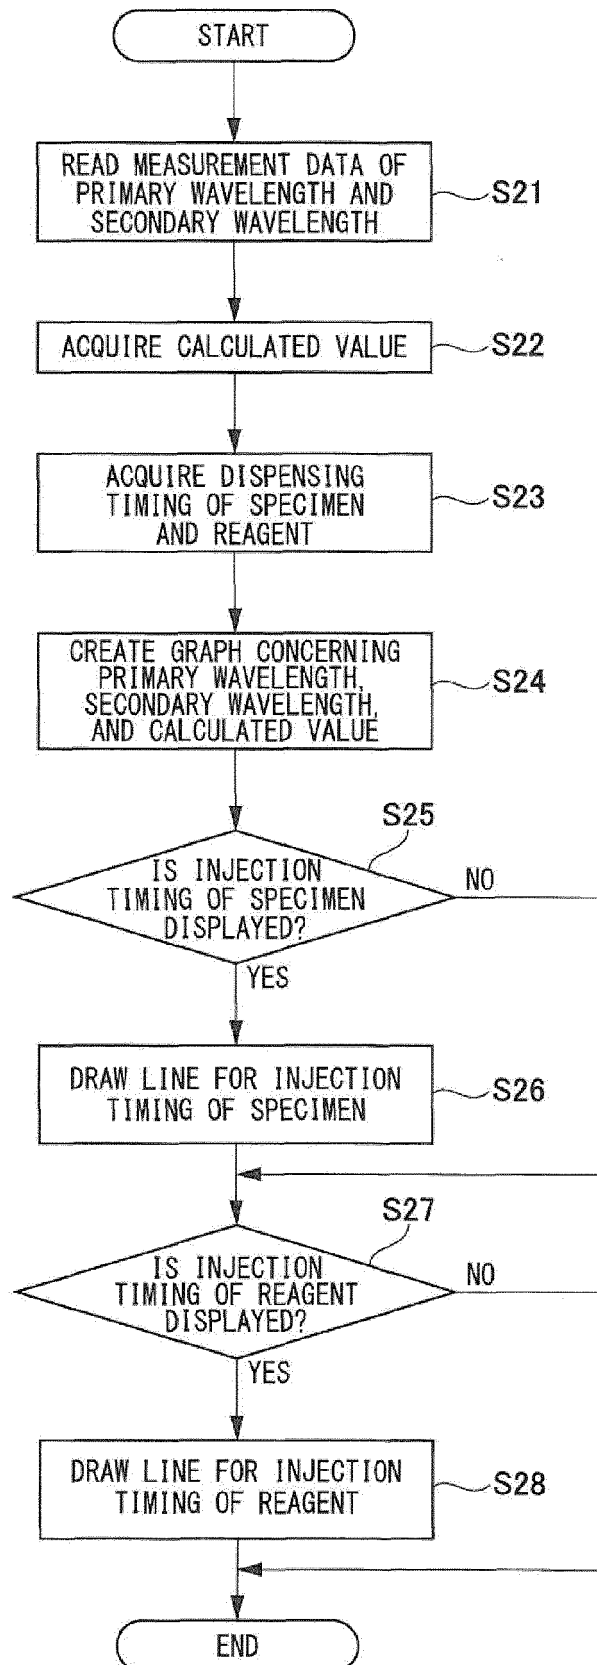 START
READ MEASUREMENT DATA OF
PRIMARY WAVELENGTH AND
SECONDARY WAVELENGTH
S21
ACQUIRE CALCULATED VALUE
S22
ACQUIRE DISPENSING
TIMING OF SPECIMEN
AND REAGENT
S23
CREATE GRAPH CONCERNING
PRIMARY WAVELENGTH,
SECONDARY WAVELENGTH,
AND CALCULATED VALUE
S24
S25
IS INJECTION
TIMING OF SPECIMEN
DISPLAYED?
NO
YES
DRAW LINE FOR INJECTION
TIMING OF SPECIMEN
S26
S27
IS INJECTION
TIMING OF REAGENT
DISPLAYED?
NO
YES
DRAW LINE FOR INJECTION
TIMING OF REAGENT
S28
END